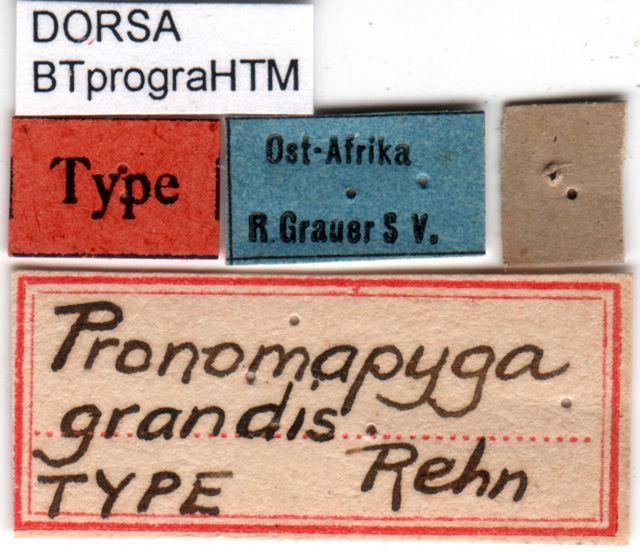 DORSA
BTprograHTM
Type
Ost-Afrika
R. Grauer S V.
Pronomapyga
grandis
TYPE Rehn